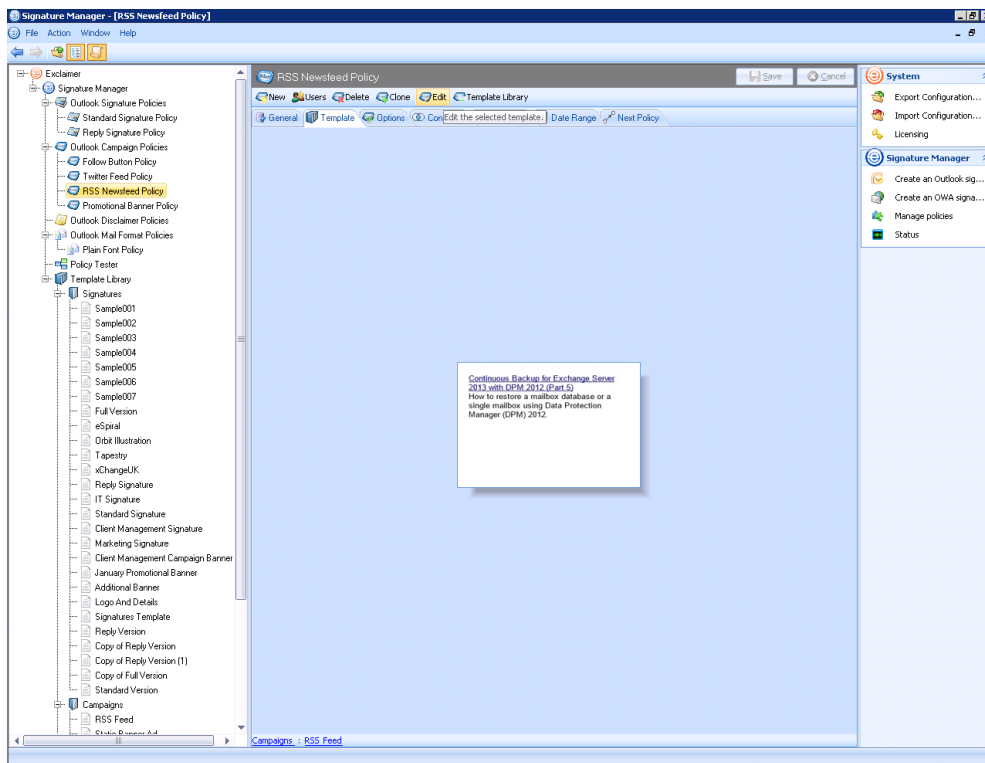 Signature Manager - [RSS Newsfeed Policy]
File Action Window Help
Exclaimer
Signature Manager
Outlook Signature Policies
Standard Signature Policy
Reply Signature Policy
Outlook Campaign Policies
Follow Button Policy
Twitter Feed Policy
RSS Newsfeed Policy
Promotional Banner Policy
Outlook Disclaimer Policies
Outlook Mail Format Policies
Plain Font Policy
Policy Tester
Template Library
Signatures
Sample001
Sample002
Sample003
Sample004
Sample005
Sample006
Sample007
Full Version
eSpiral
Orbit Illustration
Tapestry
xChangeUK
Reply Signature
IT Signature
Standard Signature
Client Management Signature
Marketing Signature
Client Management Campaign Banner
January Promotional Banner
Additional Banner
Logo And Details
Signatures Template
Reply Version
Copy of Reply Version
Copy of Reply Version (1)
Copy of Full Version
Standard Version
Campaigns
RSS Feed
Static Banner Ad
RSS Newsfeed Policy
Save Cancel
New Users Delete Clone Edit Template Library
General Template Options Con Edit the selected template. Date Range Next Policy
Continuous Backup for Exchange Server
2013 with DPM 2012 (Part 5)
How to restore a mailbox database or a
single mailbox using Data Protection
Manager (DPM) 2012.
Campaigns : RSS Feed
System
Export Configuration...
Import Configuration...
Licensing
Signature Manager
Create an Outlook sig...
Create an OWA signa...
Manage policies
Status